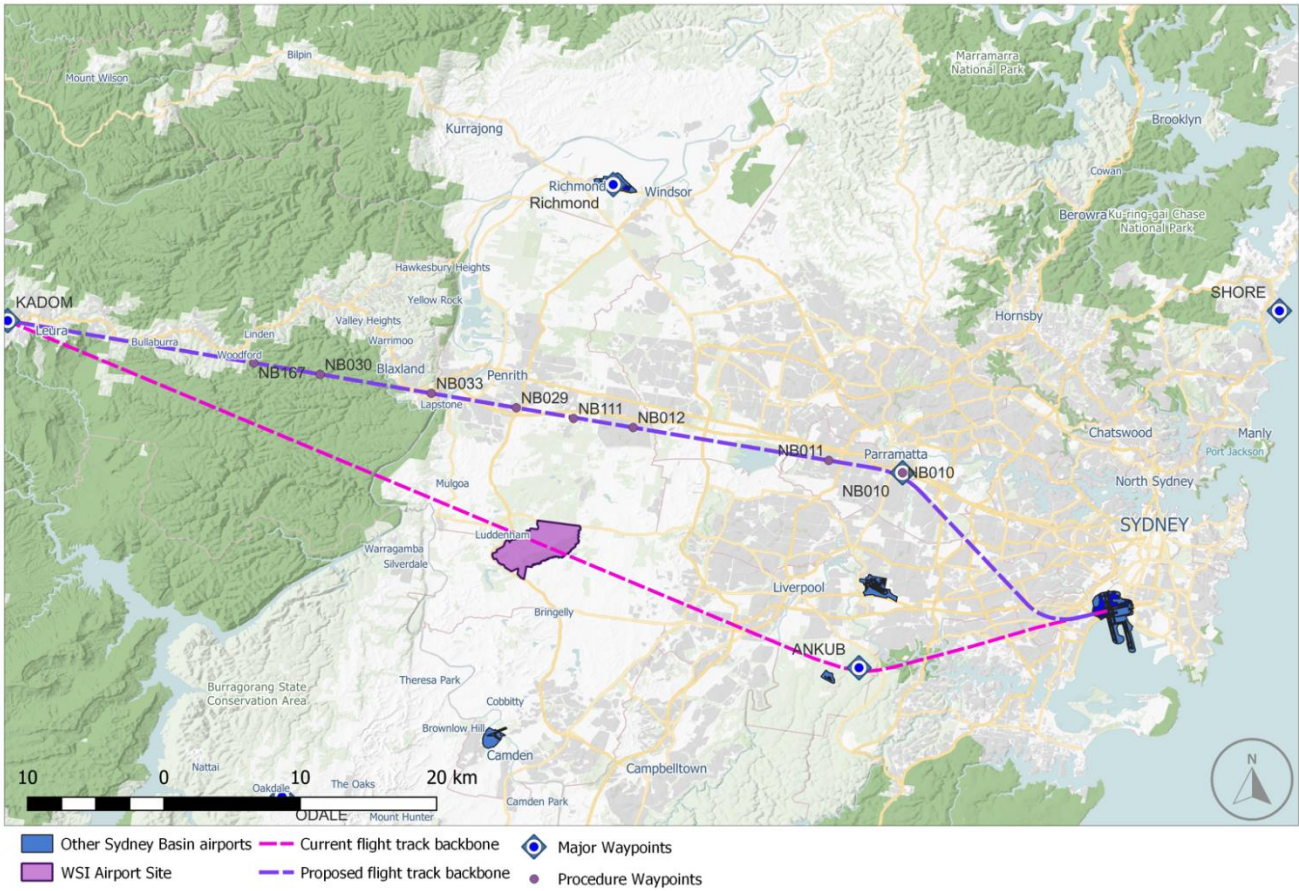 Marramarra
National Park
Bilpin
Mount Wilson
Brooklyn
Kurrajong
Cowan
Richmond
Windsor
Richmond
Berowra
Ku-ring-gai Chase
National Park
Hawkesbury Heights
SHORE
KADOM
Yellow Rock
Hornsby
Leura
Linden
Valley Heights
Bullaburra
Warrimoo
Woodford
NB167
NB030
Blaxland
Penrith
NB033
Lapstone
NB029
NB111
NB012
Chatswood
Manly
Port Jackson
NB011
Parramatta
NB010
NB010
North Sydney
Mulgoa
SYDNEY
Luddenham
Warragamba
Silverdale
Liverpool
Bringelly
ANKUB
Theresa Park
Burragorang State
Conservation Area
Cobbitty
Brownlow Hill
Camden
Nattai
Campbelltown
10 0 10 20 km
Oakdale
The Oaks
Camden Park
ODALE
Mount Hunter
N
Other Sydney Basin airports
Current flight track backbone
Major Waypoints
WSI Airport Site
Proposed flight track backbone
Procedure Waypoints